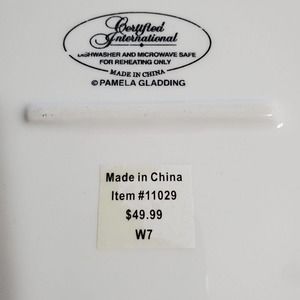 Certified
International
DISHWASHER AND MICROWAVE SAFE
FOR REHEATING ONLY
MADE IN CHINA
© PAMELA GLADDING
Made in China
Item #11029
$49.99
W7